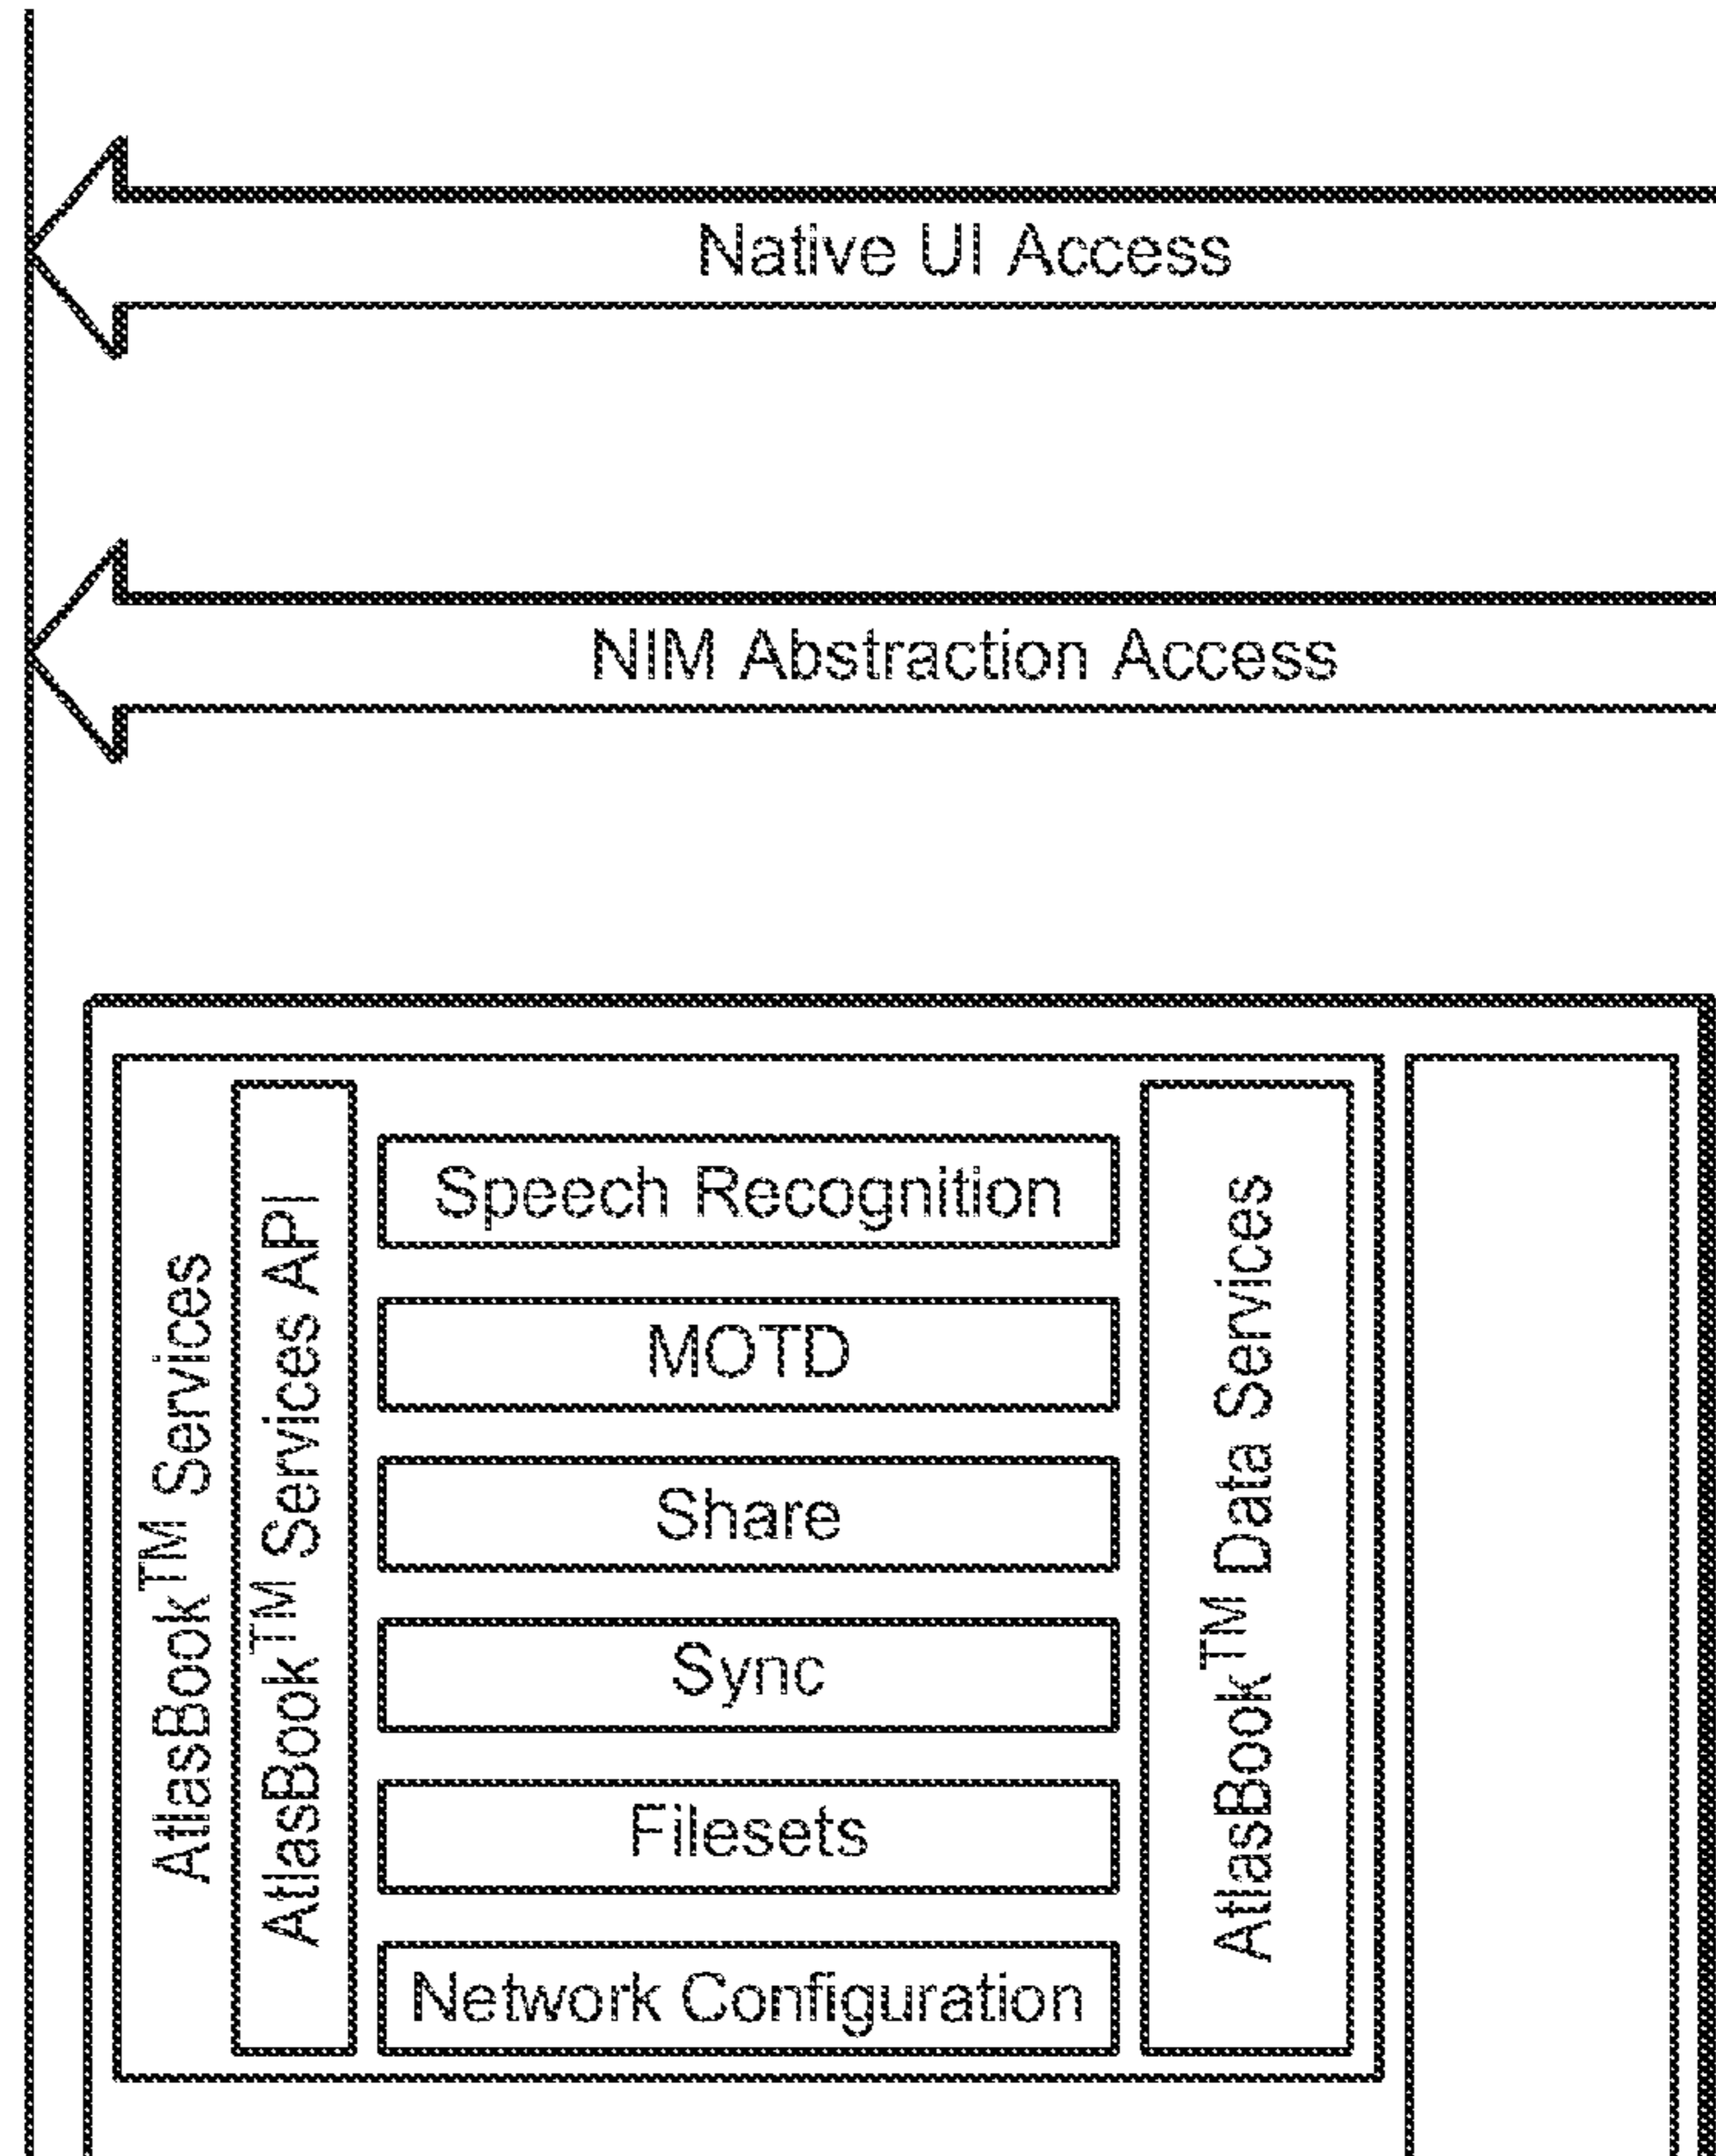 Native UI Access
NIM Abstraction Access
AtlasBook™ Services
AtlasBook™ Services API
Speech Recognition
MOTD
Share
Sync
Filesets
Network Configuration
AtlasBook™ Data Services